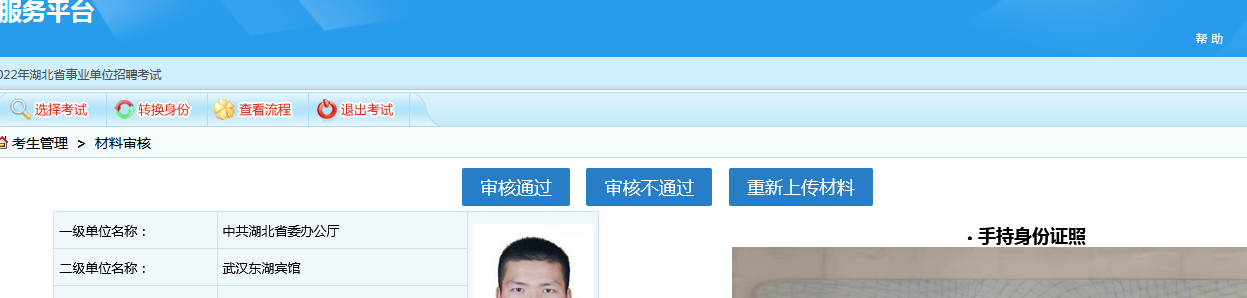 服务平台
帮 助
022年湖北省事业单位招聘考试
选择考试 转换身份 查看流程 退出考试
考生管理 > 材料审核
审核通过 审核不通过 重新上传材料
一级单位名称： 中共湖北省委办公厅
· 手持身份证照
二级单位名称： 武汉东湖宾馆